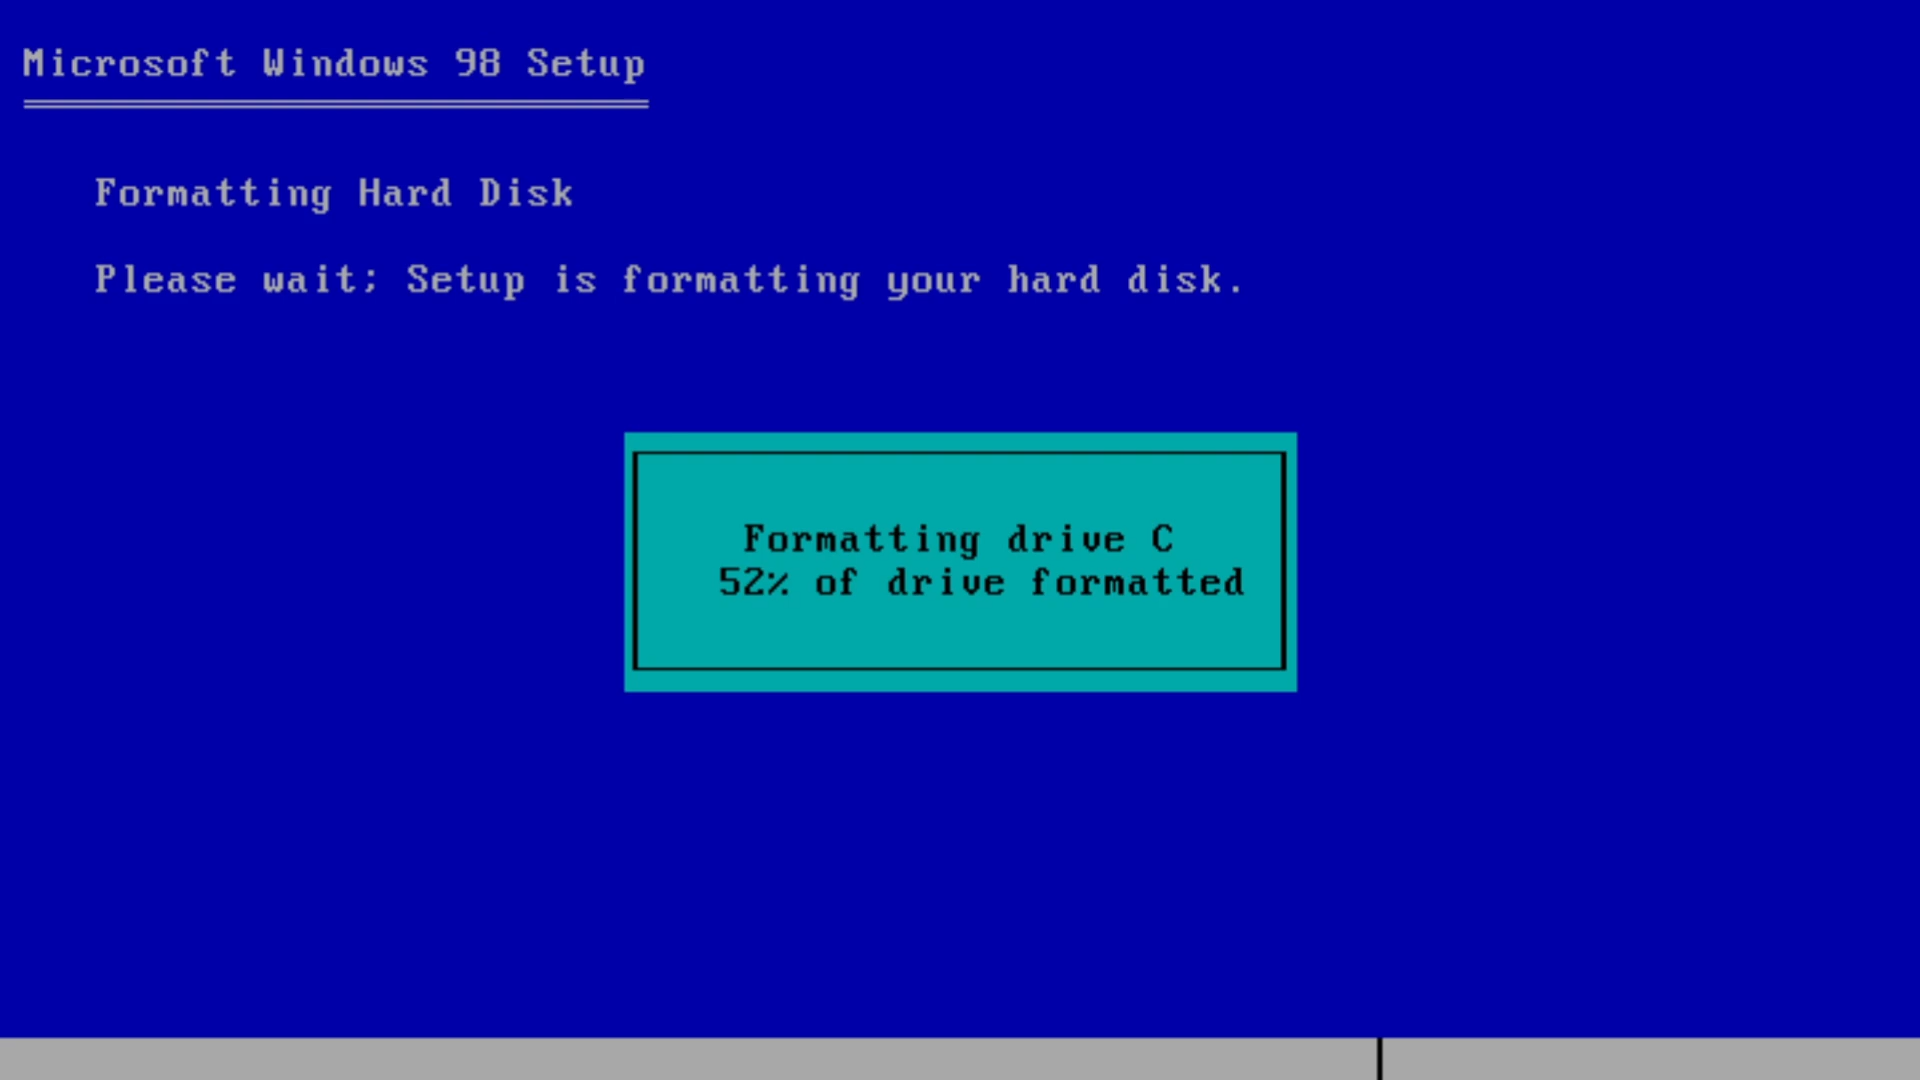 Microsoft Windows 98 Setup
Formatting Hard Disk
Please wait; Setup is formatting your hard disk.
Formatting drive C
52% of drive formatted